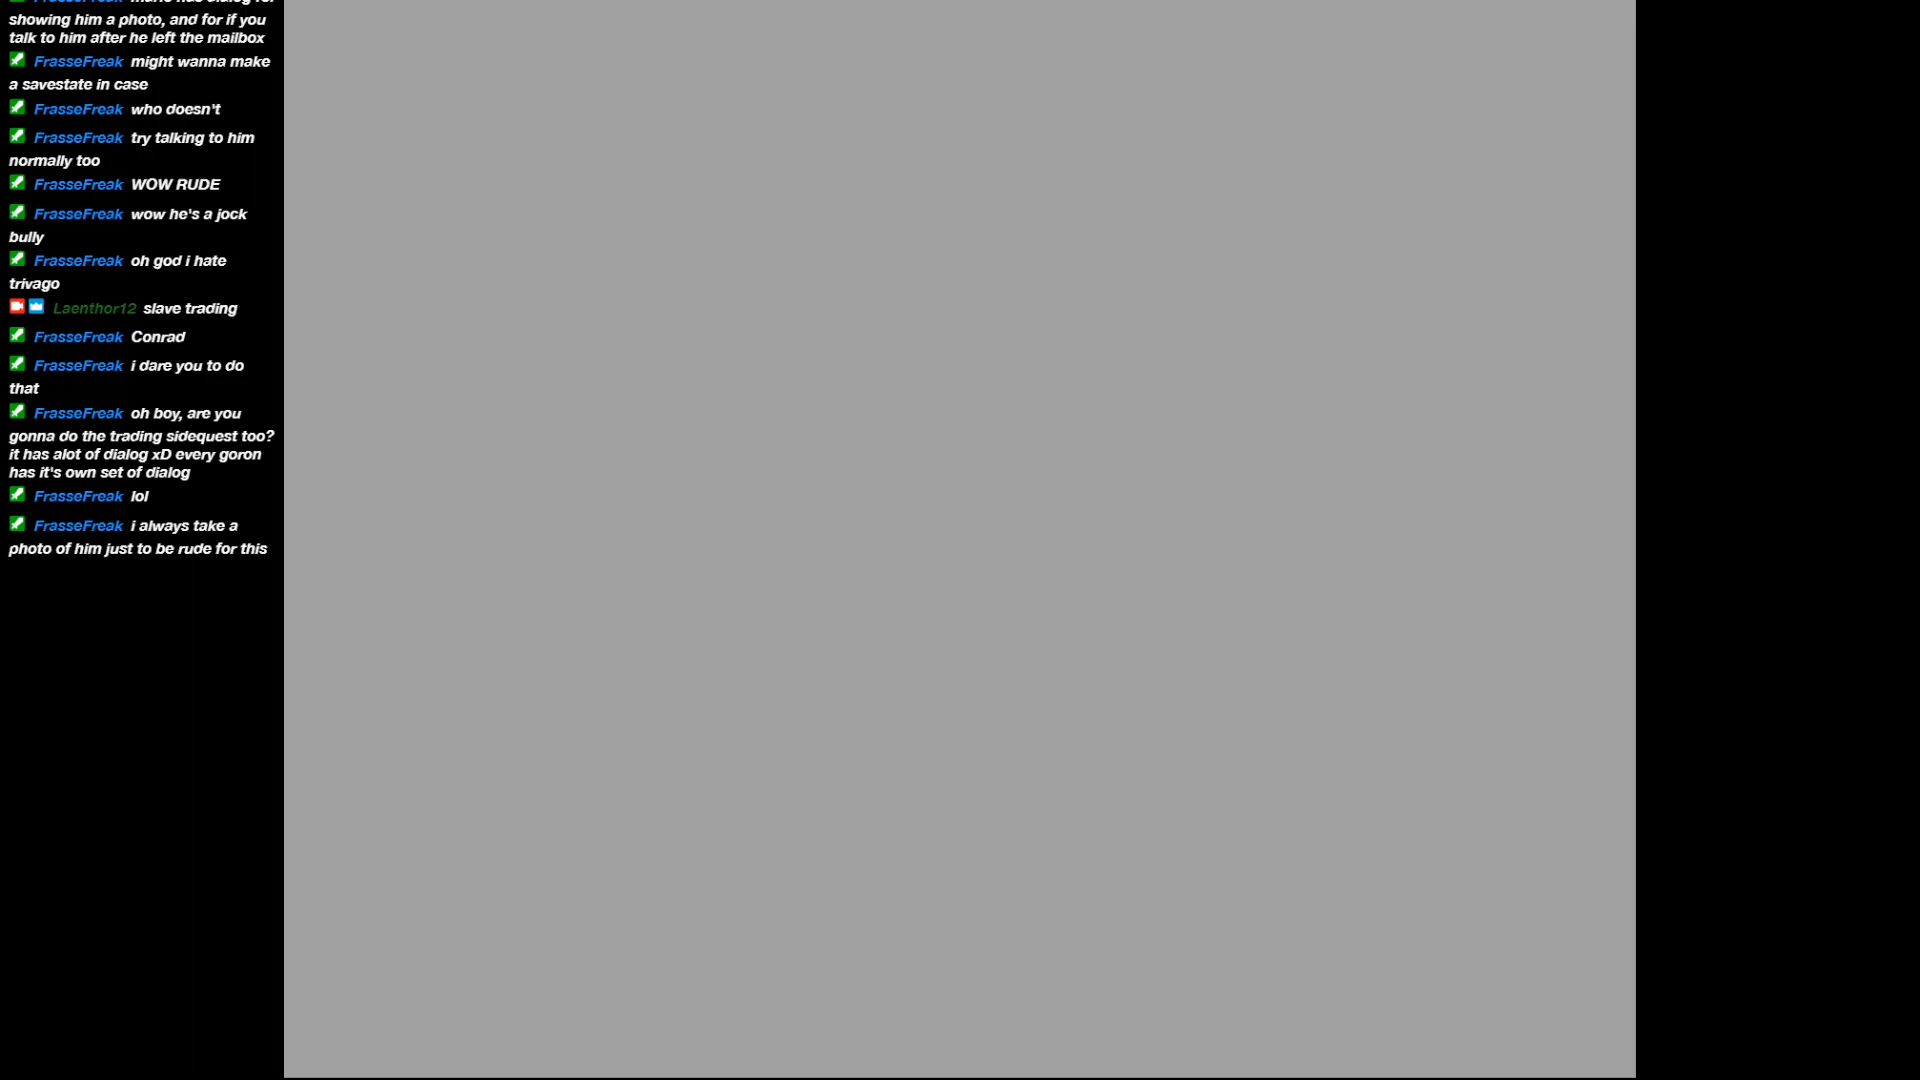 FrasseFreak mario has dialog for
showing him a photo, and for if you
talk to him after he left the mailbox
FrasseFreak might wanna make
a savestate in case
FrasseFreak who doesn't
FrasseFreak try talking to him
normally too
FrasseFreak WOW RUDE
FrasseFreak wow he's a jock
bully
FrasseFreak oh god i hate
trivago
Laenthor12 slave trading
FrasseFreak Conrad
FrasseFreak i dare you to do
that
FrasseFreak oh boy, are you
gonna do the trading sidequest too?
it has alot of dialog xD every goron
has it's own set of dialog
FrasseFreak lol
FrasseFreak i always take a
photo of him just to be rude for this